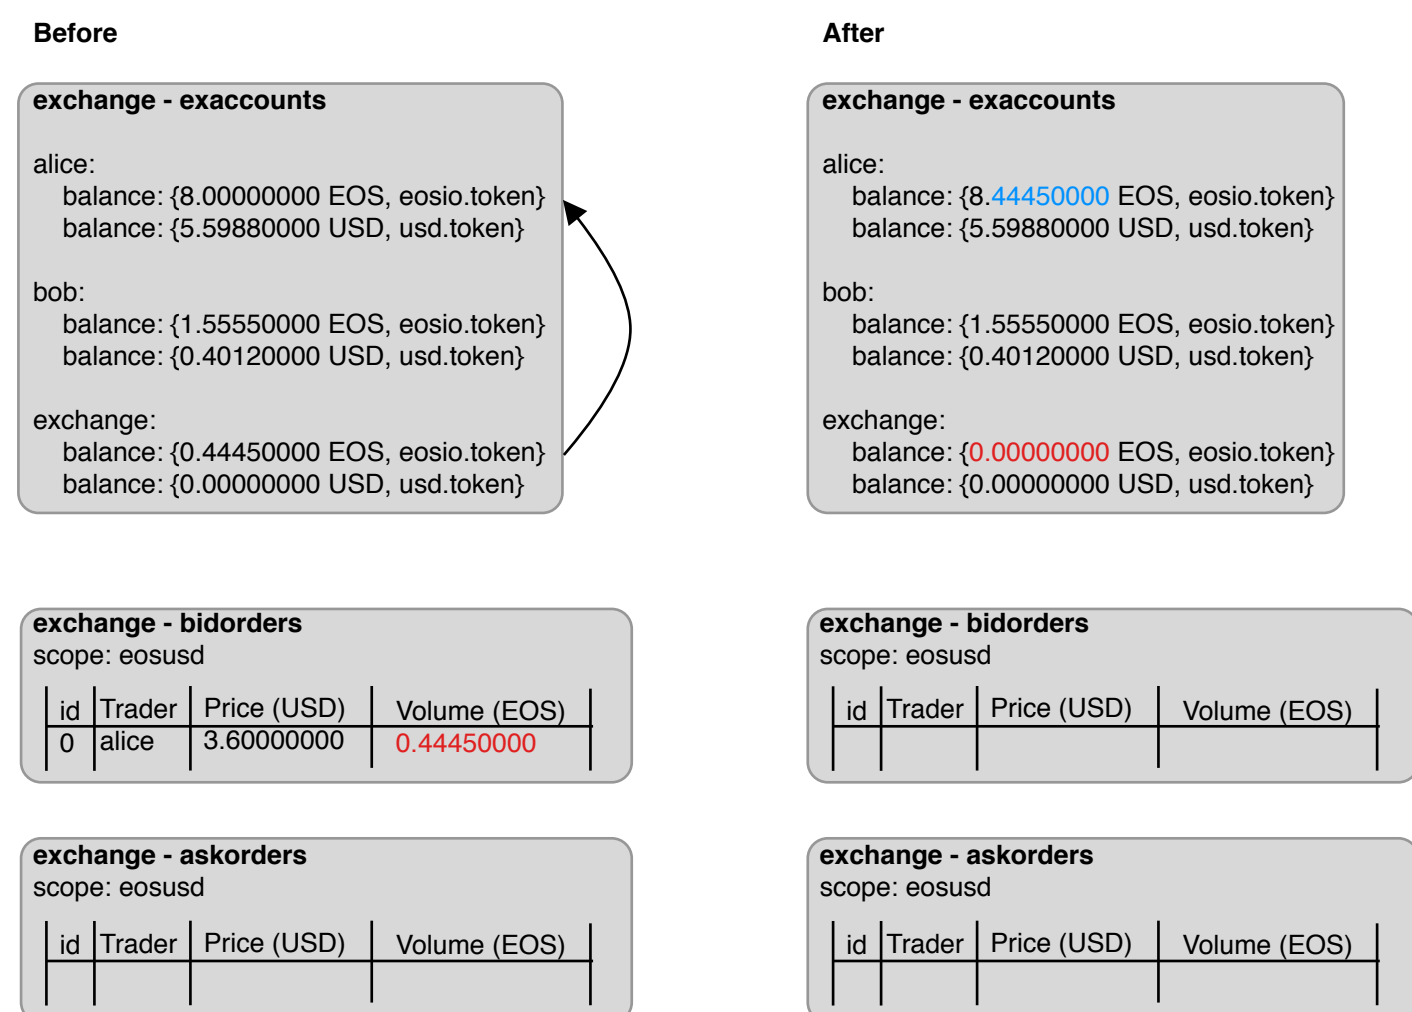 Before
exchange - exaccounts
alice:
balance: {8.00000000 EOS, eosio.token}
balance: {5.59880000 USD, usd.token}
bob:
balance: {1.55550000 EOS, eosio.token}
balance: {0.40120000 USD, usd.token}
exchange:
balance: {0.44450000 EOS, eosio.token}
balance: {0.00000000 USD, usd.token}
exchange - bidorders
scope: eosusd
id Trader Price (USD) Volume (EOS)
0 alice 3.60000000 0.44450000
exchange - askorders
scope: eosusd
id Trader Price (USD) Volume (EOS)
After
exchange - exaccounts
alice:
balance: {8.44450000 EOS, eosio.token}
balance: {5.59880000 USD, usd.token}
bob:
balance: {1.55550000 EOS, eosio.token}
balance: {0.40120000 USD, usd.token}
exchange:
balance: {0.00000000 EOS, eosio.token}
balance: {0.00000000 USD, usd.token}
exchange - bidorders
scope: eosusd
id Trader Price (USD) Volume (EOS)
exchange - askorders
scope: eosusd
id Trader Price (USD) Volume (EOS)